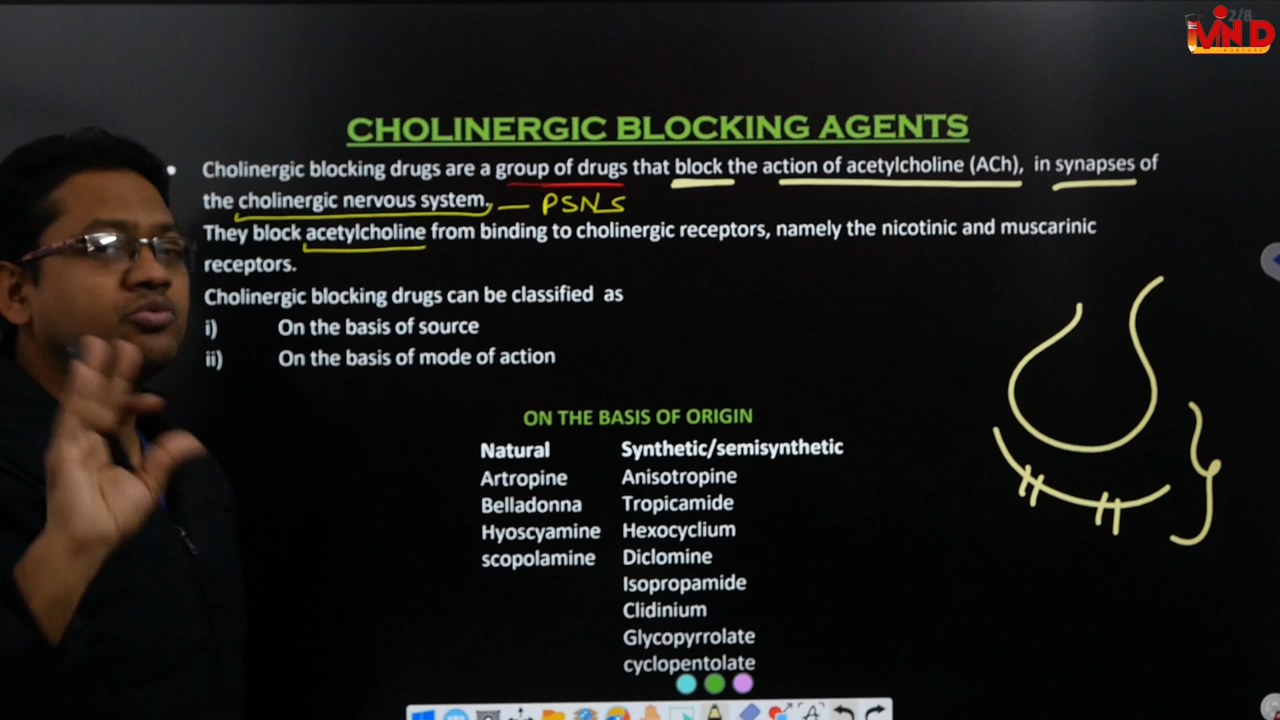 2/8
MIND
NURTURE
CHOLINERGIC BLOCKING AGENTS
• Cholinergic blocking drugs are a group of drugs that block the action of acetylcholine (ACh), in synapses of
the cholinergic nervous system. — PSNS
They block acetylcholine from binding to cholinergic receptors, namely the nicotinic and muscarinic
receptors.
Cholinergic blocking drugs can be classified as
i) On the basis of source
ii) On the basis of mode of action
ON THE BASIS OF ORIGIN
Natural Synthetic/semisynthetic
Artropine Anisotropine
Belladonna Tropicamide
Hyoscyamine Hexocyclium
scopolamine Diclomine
Isopropamide
Clidinium
Glycopyrrolate
cyclopentolate